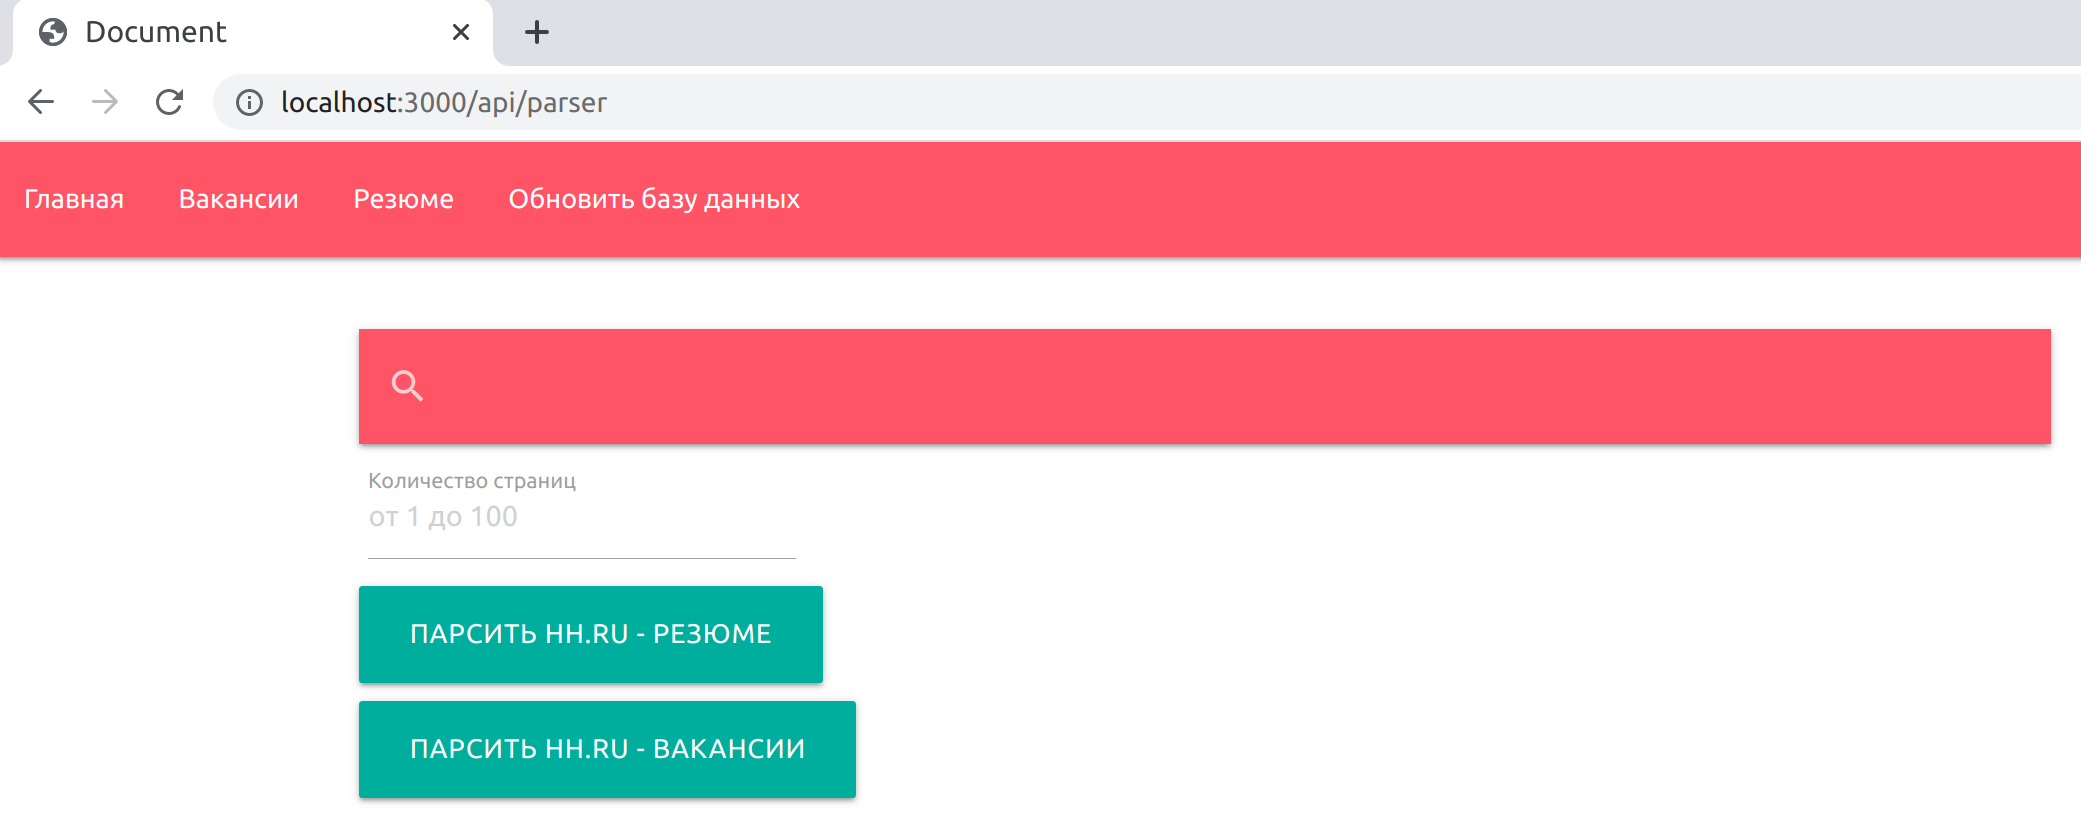 Document
localhost:3000/api/parser
Главная Вакансии Резюме Обновить базу данных
Количество страниц
от 1 до 100
ПАРСИТЬ HH.RU - РЕЗЮМЕ
ПАРСИТЬ HH.RU - ВАКАНСИИ